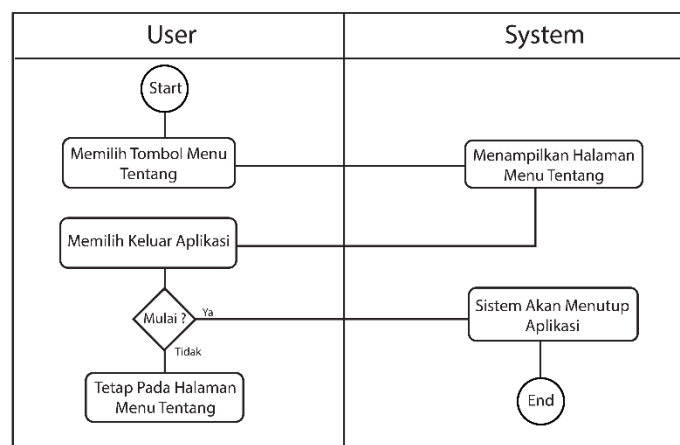 User
System
Start
Memilih Tombol Menu
Tentang
Menampilkan Halaman
Menu Tentang
Memilih Keluar Aplikasi
Mulai ?
Ya
Tidak
Sistem Akan Menutup
Aplikasi
Tetap Pada Halaman
Menu Tentang
End